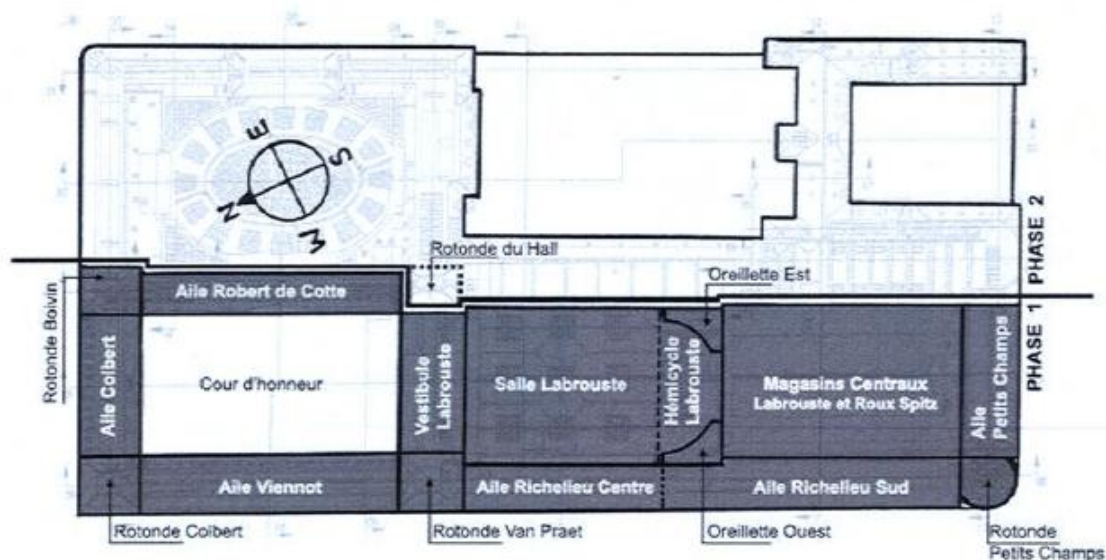 E
S
N
W
PHASE 2
Rotonde du Hall
Oreillette Est
Aile Robert de Cotte
Rotonde Boivin
PHASE 1
Aile Colbert
Cour d'honneur
Vestibule
Labrouste
Salle Labrouste
Hémicycle
Labrouste
Magasins Centraux
Labrouste et Roux Spitz
Aile
Petits Champs
Aile Viennot
Aile Richelieu Centre
Aile Richelieu Sud
Rotonde Colbert
Rotonde Van Praet
Oreillette Ouest
Rotonde
Petits Champs